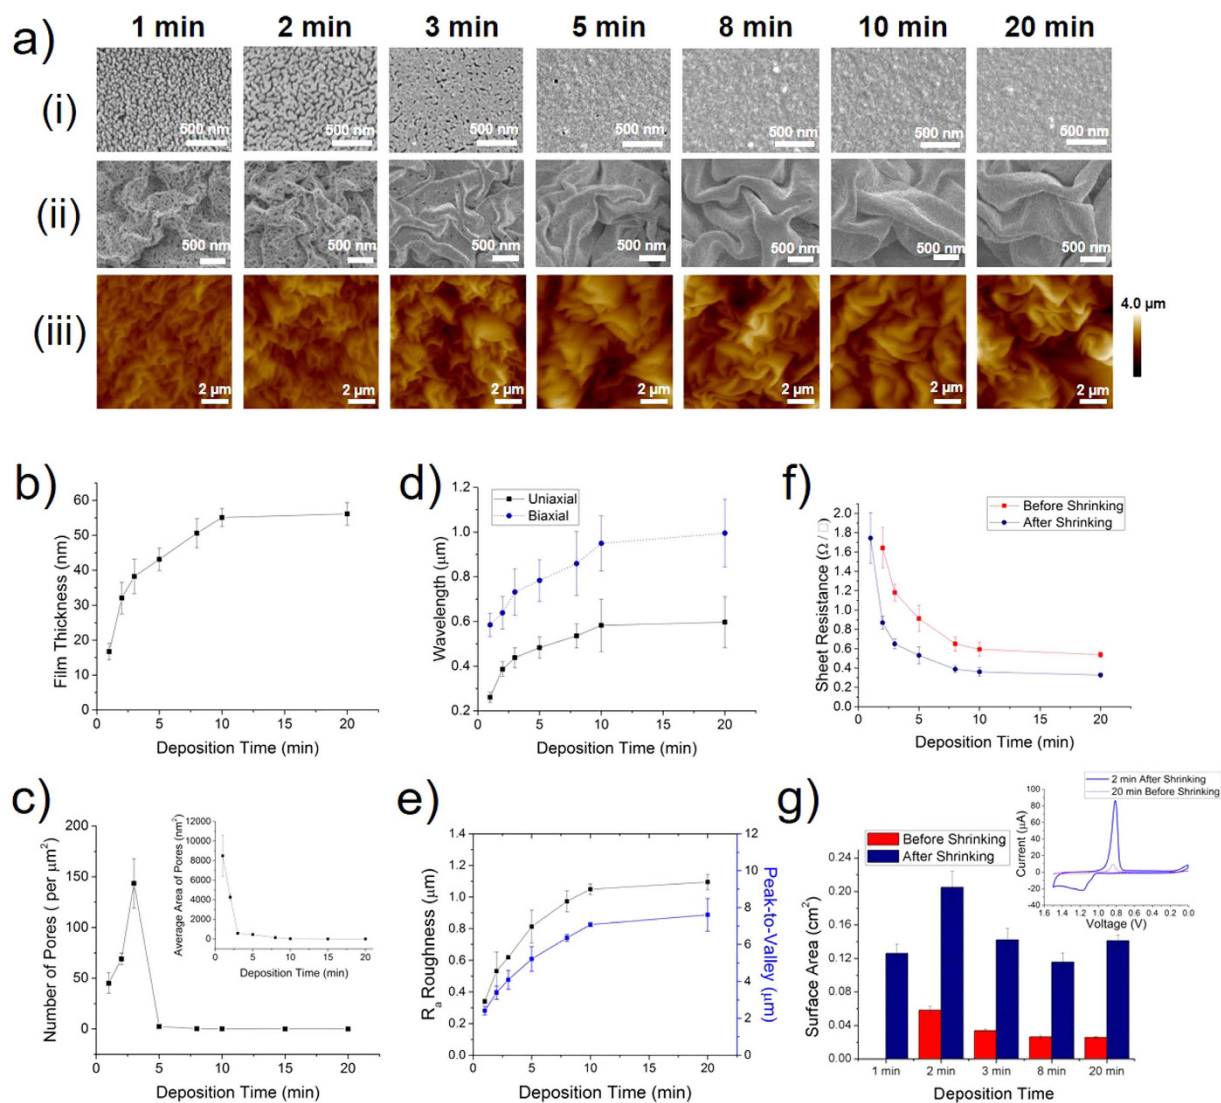 a)
1 min 2 min 3 min 5 min 8 min 10 min 20 min
(i)
500 nm 500 nm 500 nm 500 nm 500 nm 500 nm 500 nm
(ii)
500 nm 500 nm 500 nm 500 nm 500 nm 500 nm 500 nm
(iii)
2 µm 2 µm 2 µm 2 µm 2 µm 2 µm 2 µm
4.0 µm
b)
Film Thickness (nm)
60
50
40
30
20
10
0
0 5 10 15 20
Deposition Time (min)
d)
Uniaxial
Biaxial
Wavelength (µm)
1.2
1.0
0.8
0.6
0.4
0.2
0 5 10 15 20
Deposition Time (min)
f)
Before Shrinking
After Shrinking
Sheet Resistance (Ω / □)
2.0
1.8
1.6
1.4
1.2
1.0
0.8
0.6
0.4
0.2
0.0
0 5 10 15 20
Deposition Time (min)
c)
Number of Pores ( per µm²)
200
150
100
50
0
0 5 10 15 20
Deposition Time (min)
Average Area of Pores (nm²)
12000
10000
8000
6000
4000
2000
0
0 5 10 15 20
Deposition Time (min)
e)
Rₐ Roughness (µm)
1.4
1.2
1.0
0.8
0.6
0.4
0.2
0.0
0 5 10 15 20
Deposition Time (min)
Peak-to-Valley (µm)
12
10
8
6
4
2
0
g)
Before Shrinking
After Shrinking
Surface Area (cm²)
0.24
0.20
0.16
0.12
0.08
0.04
0.00
1 min 2 min 3 min 8 min 20 min
Deposition Time
2 min After Shrinking
20 min Before Shrinking
Current (µA)
100
80
60
40
20
0
-20
-40
1.6 1.4 1.2 1.0 0.8 0.6 0.4 0.2 0.0
Voltage (V)